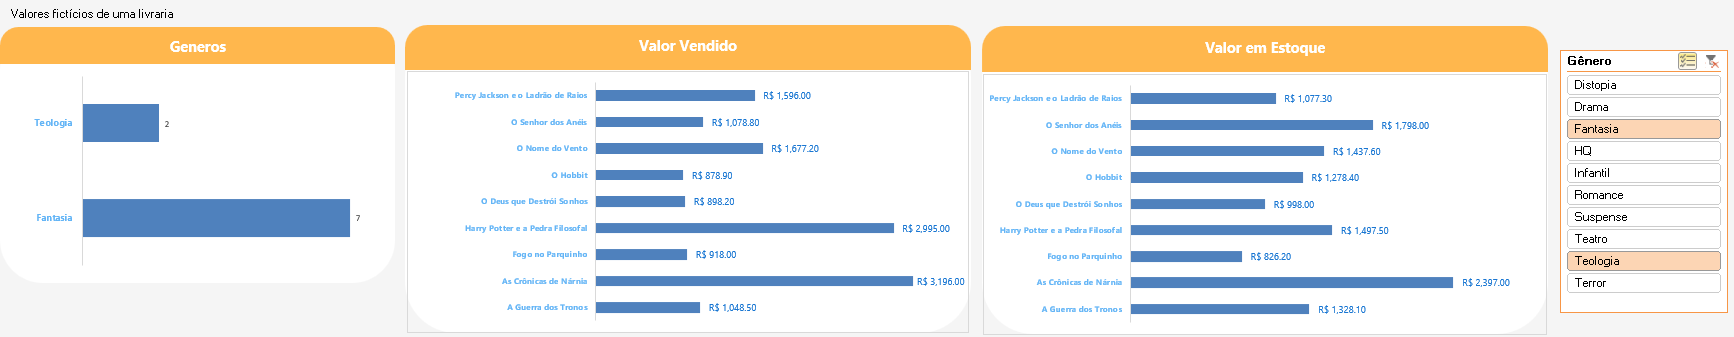 Valores fictícios de uma livraria
Generos
Teologia
2
Fantasia
7
Valor Vendido
Percy Jackson e o Ladrão de Raios
R$ 1,596.00
O Senhor dos Anéis
R$ 1,078.80
O Nome do Vento
R$ 1,677.20
O Hobbit
R$ 878.90
O Deus que Destrói Sonhos
R$ 898.20
Harry Potter e a Pedra Filosofal
R$ 2,995.00
Fogo no Parquinho
R$ 918.00
As Crônicas de Nárnia
R$ 3,196.00
A Guerra dos Tronos
R$ 1,048.50
Valor em Estoque
Percy Jackson e o Ladrão de Raios
R$ 1,077.30
O Senhor dos Anéis
R$ 1,798.00
O Nome do Vento
R$ 1,437.60
O Hobbit
R$ 1,278.40
O Deus que Destrói Sonhos
R$ 998.00
Harry Potter e a Pedra Filosofal
R$ 1,497.50
Fogo no Parquinho
R$ 826.20
As Crônicas de Nárnia
R$ 2,397.00
A Guerra dos Tronos
R$ 1,328.10
Gênero
Distopia
Drama
Fantasia
HQ
Infantil
Romance
Suspense
Teatro
Teologia
Terror